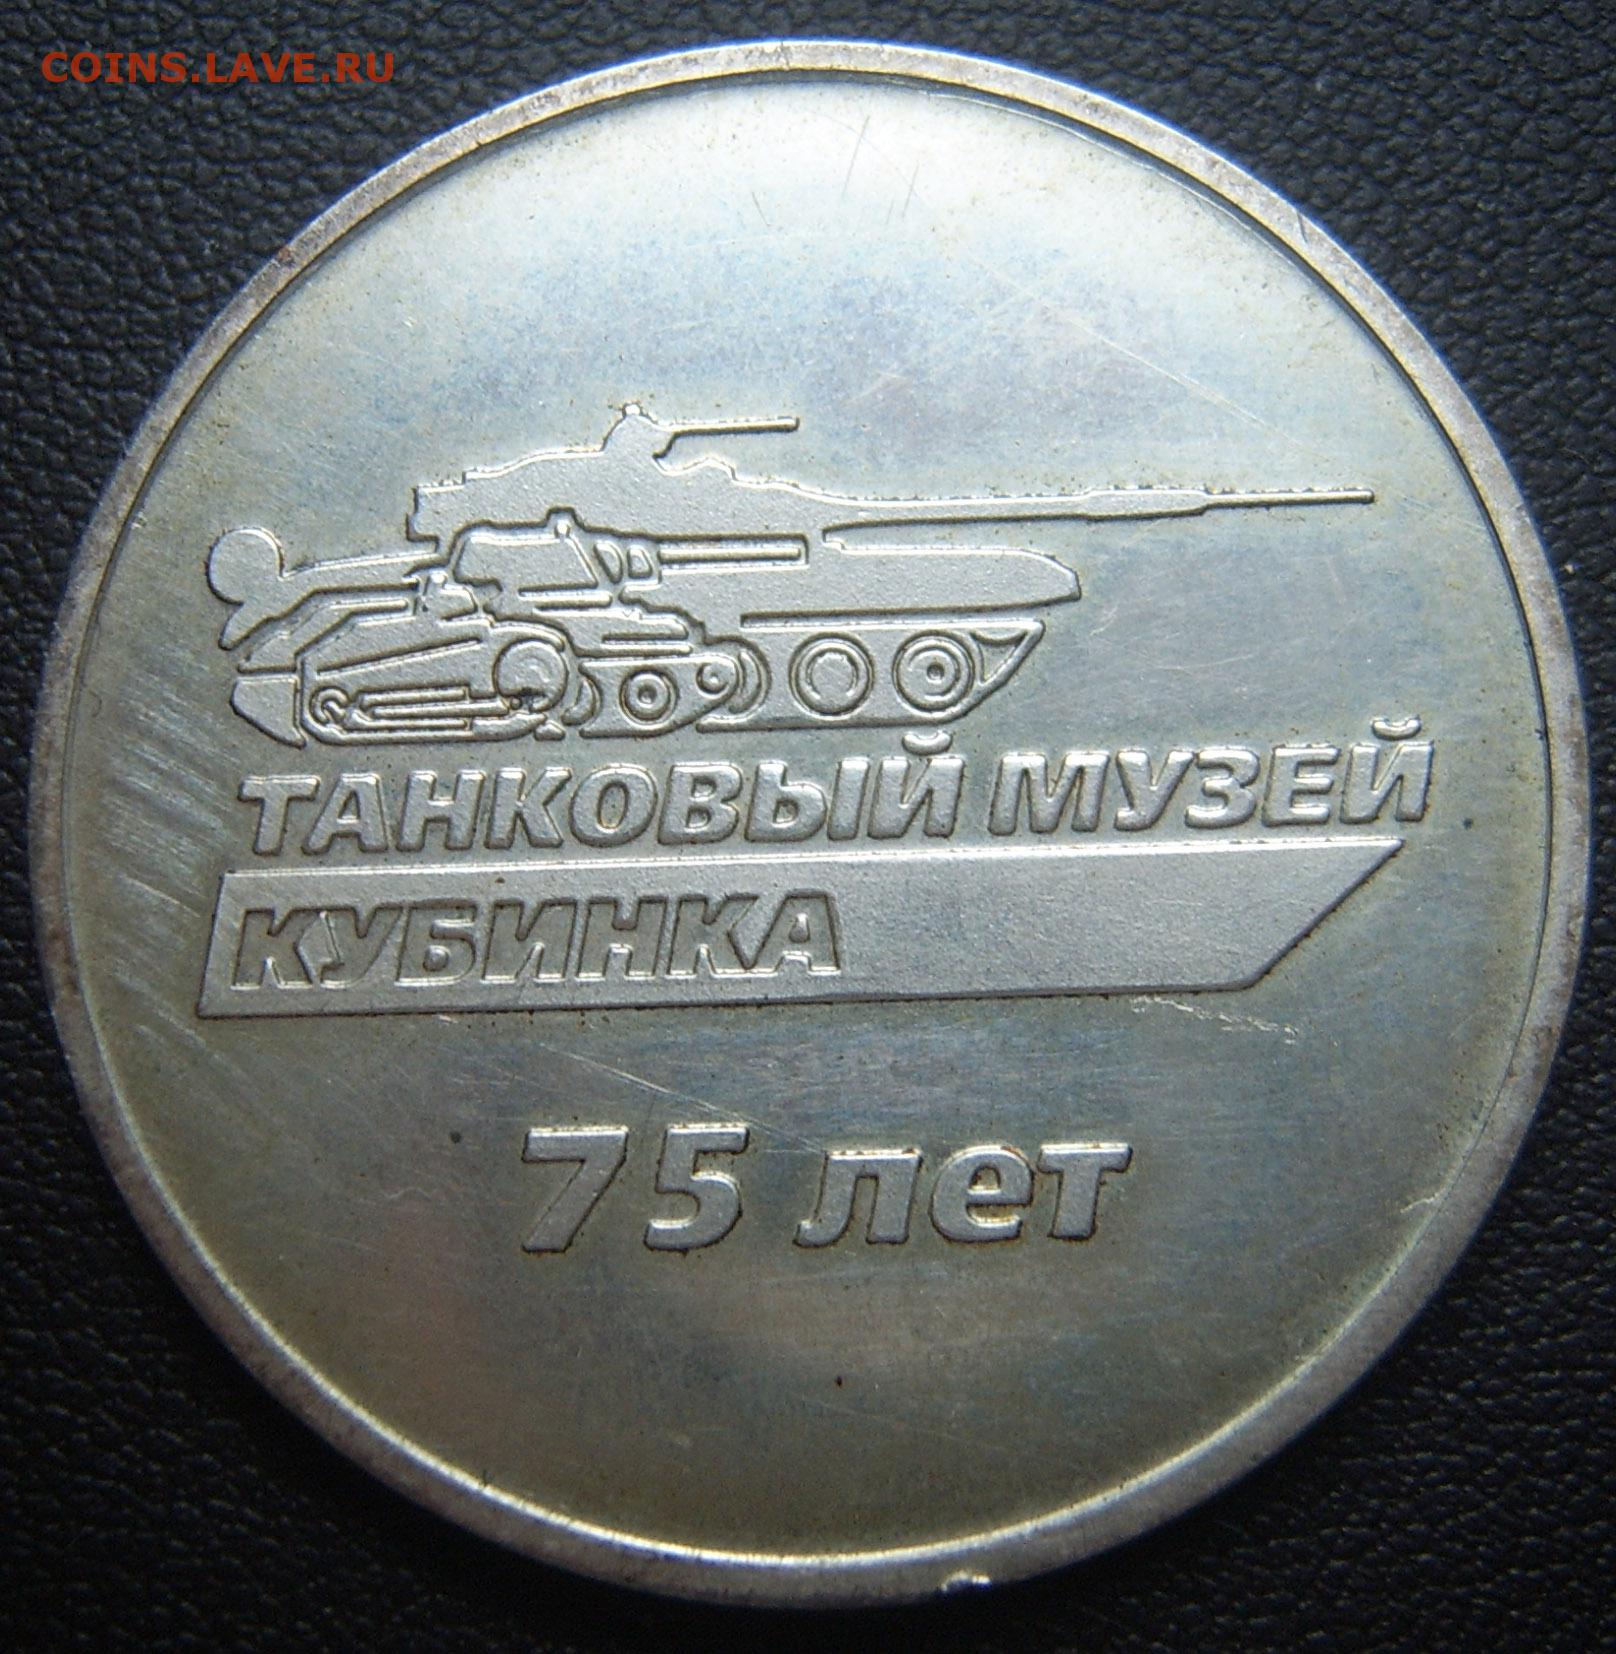 COINS.LAVE.RU
ТАНКОВЫЙ МУЗЕЙ
КУБИНКА
75 лет